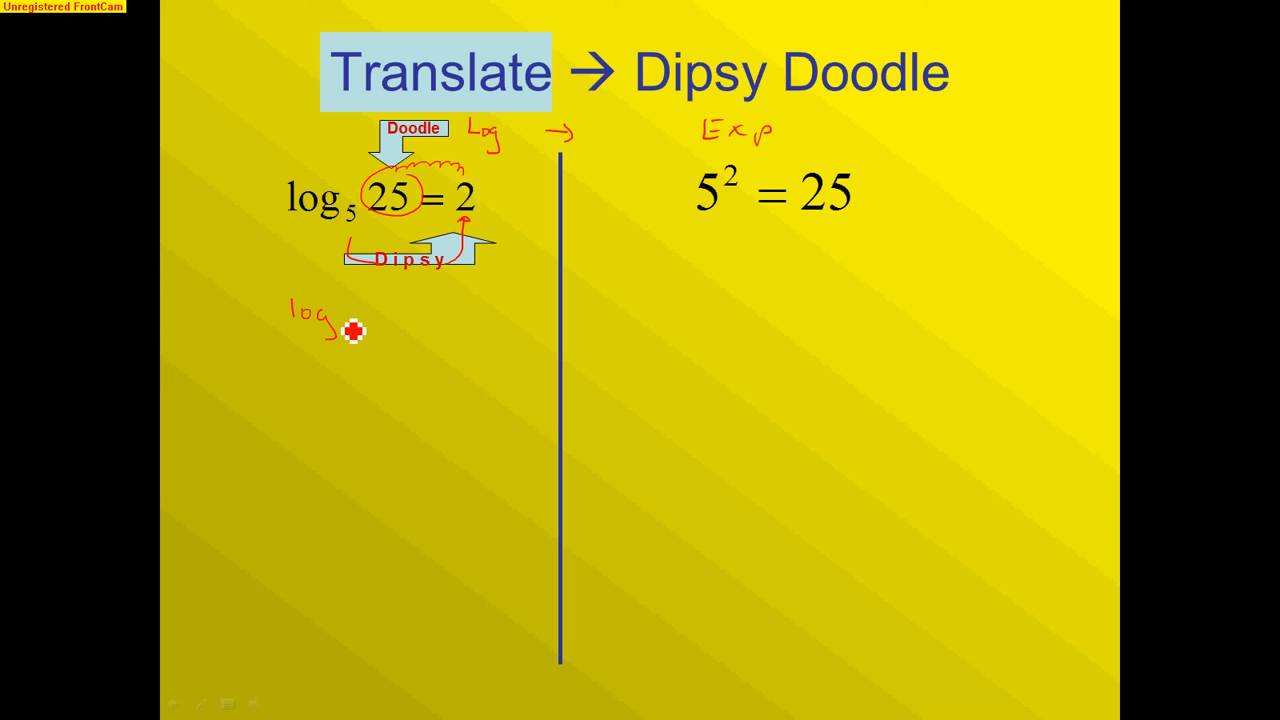 Unregistered FrontCam
Translate → Dipsy Doodle
Doodle Log → Exp
log₅ 25 = 2
5² = 25
Dipsy
log